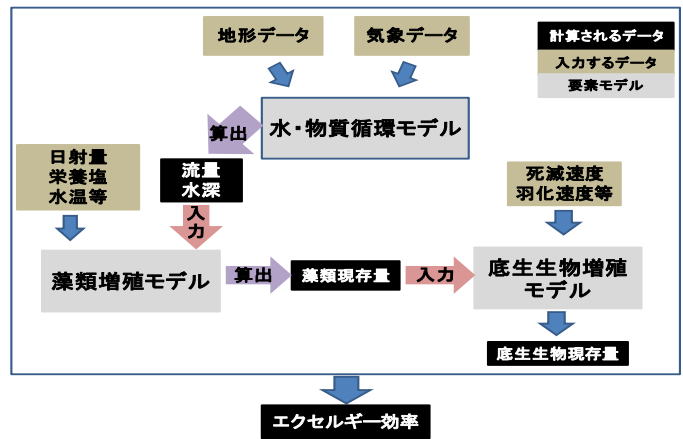 地形データ
気象データ
計算されるデータ
入力するデータ
要素モデル
水・物質循環モデル
算出
日射量
栄養塩
水温等
流量
水深
死滅速度
羽化速度等
入
力
藻類増殖モデル
算出
藻類現存量
入力
底生生物増殖
モデル
底生生物現存量
エクセルギー効率